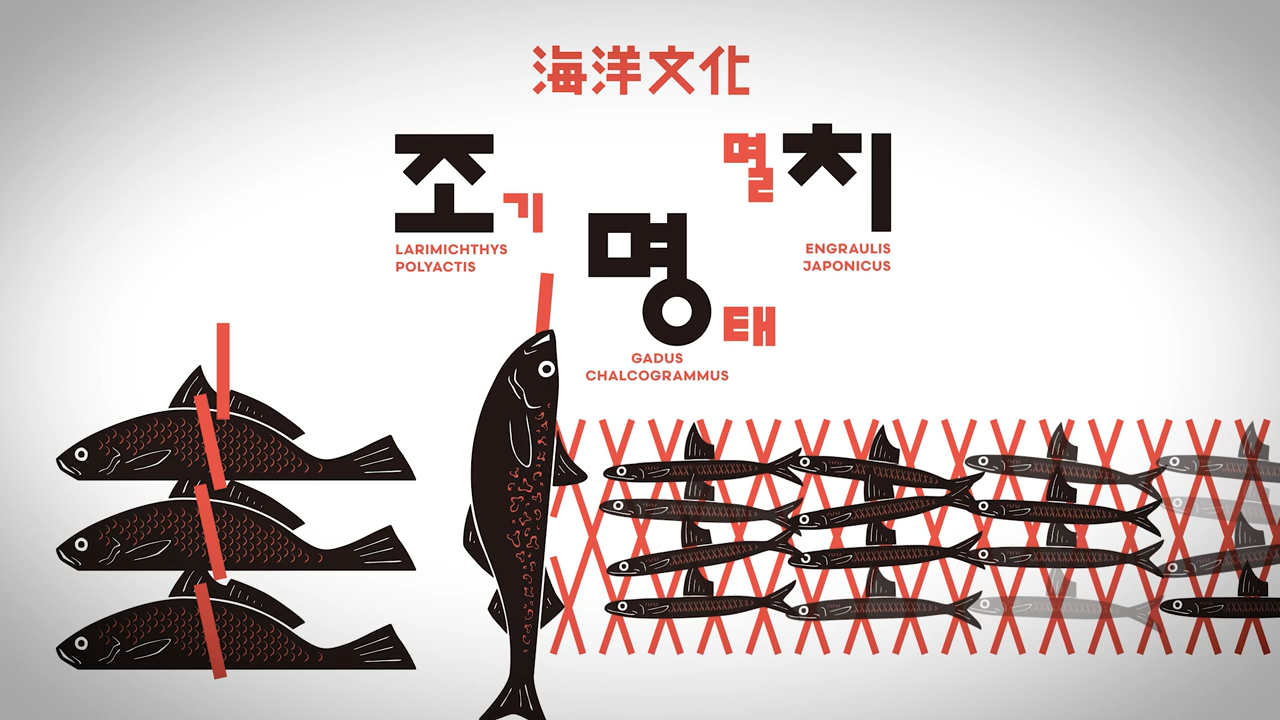 海洋文化
조기
LARIMICHTHYS
POLYACTIS
명태
GADUS
CHALCOGRAMMUS
멸치
ENGRAULIS
JAPONICUS